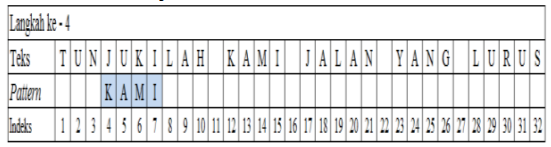 Langkah ke - 4
Teks T U N J U K I L A H K A M I J A L A N Y A N G L U R U S
Pattern K A M I
Indeks 1 2 3 4 5 6 7 8 9 10 11 12 13 14 15 16 17 18 19 20 21 22 23 24 25 26 27 28 29 30 31 32